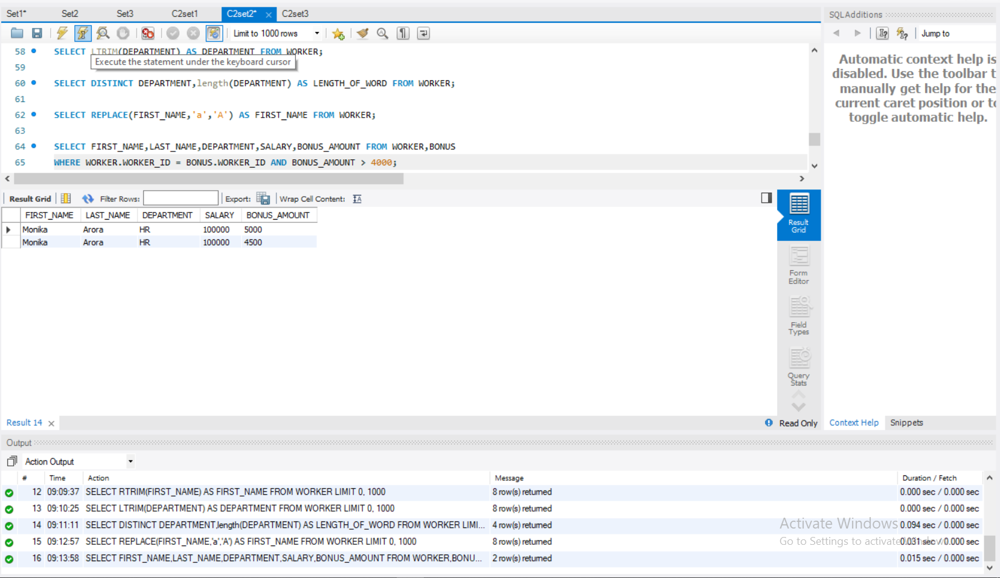 Set1* Set2 Set3 C2set1 C2set2* C2set3
SQLAdditions
Limit to 1000 rows
Jump to
58 SELECT LTRIM(DEPARTMENT) AS DEPARTMENT FROM WORKER;
Execute the statement under the keyboard cursor
59
60 SELECT DISTINCT DEPARTMENT,length(DEPARTMENT) AS LENGTH_OF_WORD FROM WORKER;
61
62 SELECT REPLACE(FIRST_NAME,'a','A') AS FIRST_NAME FROM WORKER;
63
64 SELECT FIRST_NAME,LAST_NAME,DEPARTMENT,SALARY,BONUS_AMOUNT FROM WORKER,BONUS
65 WHERE WORKER.WORKER_ID = BONUS.WORKER_ID AND BONUS_AMOUNT > 4000;
Automatic context help is
disabled. Use the toolbar t
manually get help for the
current caret position or to
toggle automatic help.
Result Grid Filter Rows: Export: Wrap Cell Content: IA
FIRST_NAME LAST_NAME DEPARTMENT SALARY BONUS_AMOUNT
Monika Arora HR 100000 5000
Monika Arora HR 100000 4500
Result
Grid
Form
Editor
Field
Types
Query
Stats
Result 14
Read Only
Context Help Snippets
Output
Action Output
# Time Action Message Duration / Fetch
12 09:09:37 SELECT RTRIM(FIRST_NAME) AS FIRST_NAME FROM WORKER LIMIT 0, 1000 8 row(s) returned 0.000 sec / 0.000 sec
13 09:10:25 SELECT LTRIM(DEPARTMENT) AS DEPARTMENT FROM WORKER LIMIT 0, 1000 8 row(s) returned 0.000 sec / 0.000 sec
14 09:11:11 SELECT DISTINCT DEPARTMENT,length(DEPARTMENT) AS LENGTH_OF_WORD FROM WORKER LIMI... 4 row(s) returned 0.094 sec / 0.000 sec
15 09:12:57 SELECT REPLACE(FIRST_NAME,'a','A') AS FIRST_NAME FROM WORKER LIMIT 0, 1000 8 row(s) returned 0.031 sec / 0.000 sec
16 09:13:58 SELECT FIRST_NAME,LAST_NAME,DEPARTMENT,SALARY,BONUS_AMOUNT FROM WORKER,BONU... 2 row(s) returned 0.015 sec / 0.000 sec
Activate Windows
Go to Settings to activate Windows.